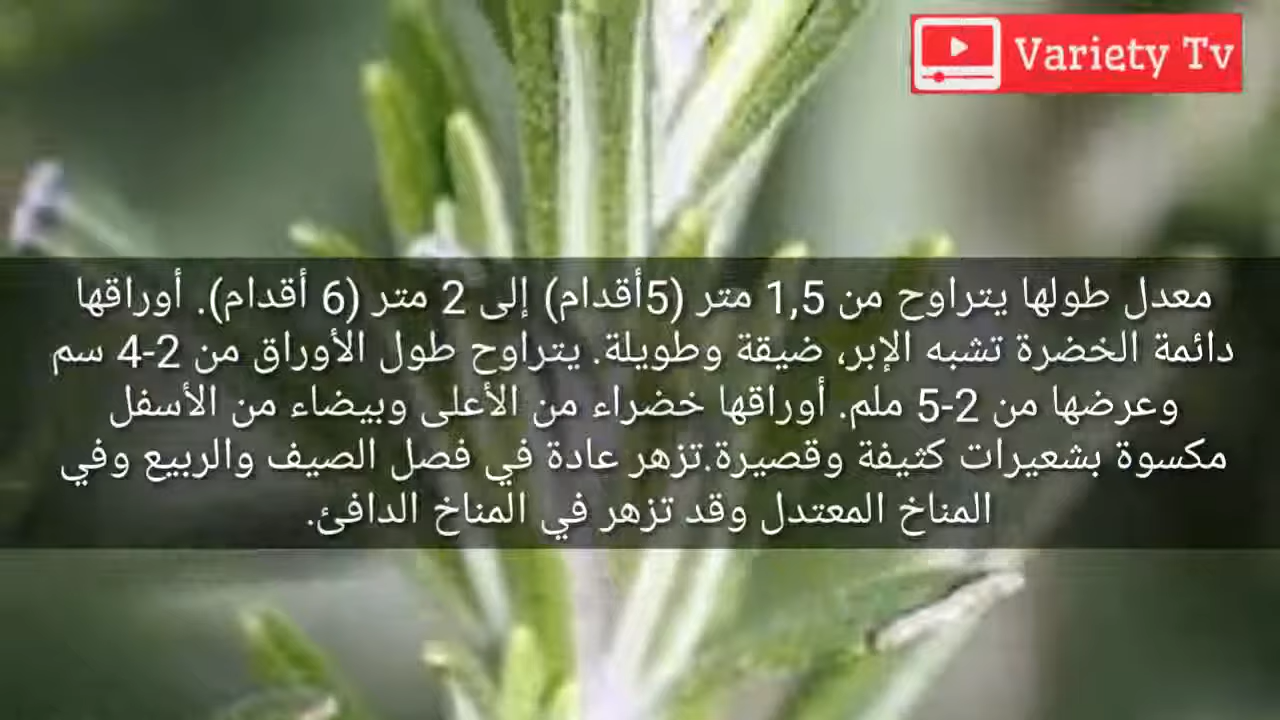 Variety Tv
معدل طولها يتراوح من 1,5 متر (5أقدام) إلى 2 متر (6 أقدام). أوراقها
دائمة الخضرة تشبه الإبر، ضيقة وطويلة. يتراوح طول الأوراق من 2-4 سم
وعرضها من 2-5 ملم. أوراقها خضراء من الأعلى وبيضاء من الأسفل
مكسوة بشعيرات كثيفة وقصيرة.تزهر عادة في فصل الصيف والربيع وفي
المناخ المعتدل وقد تزهر في المناخ الدافئ.